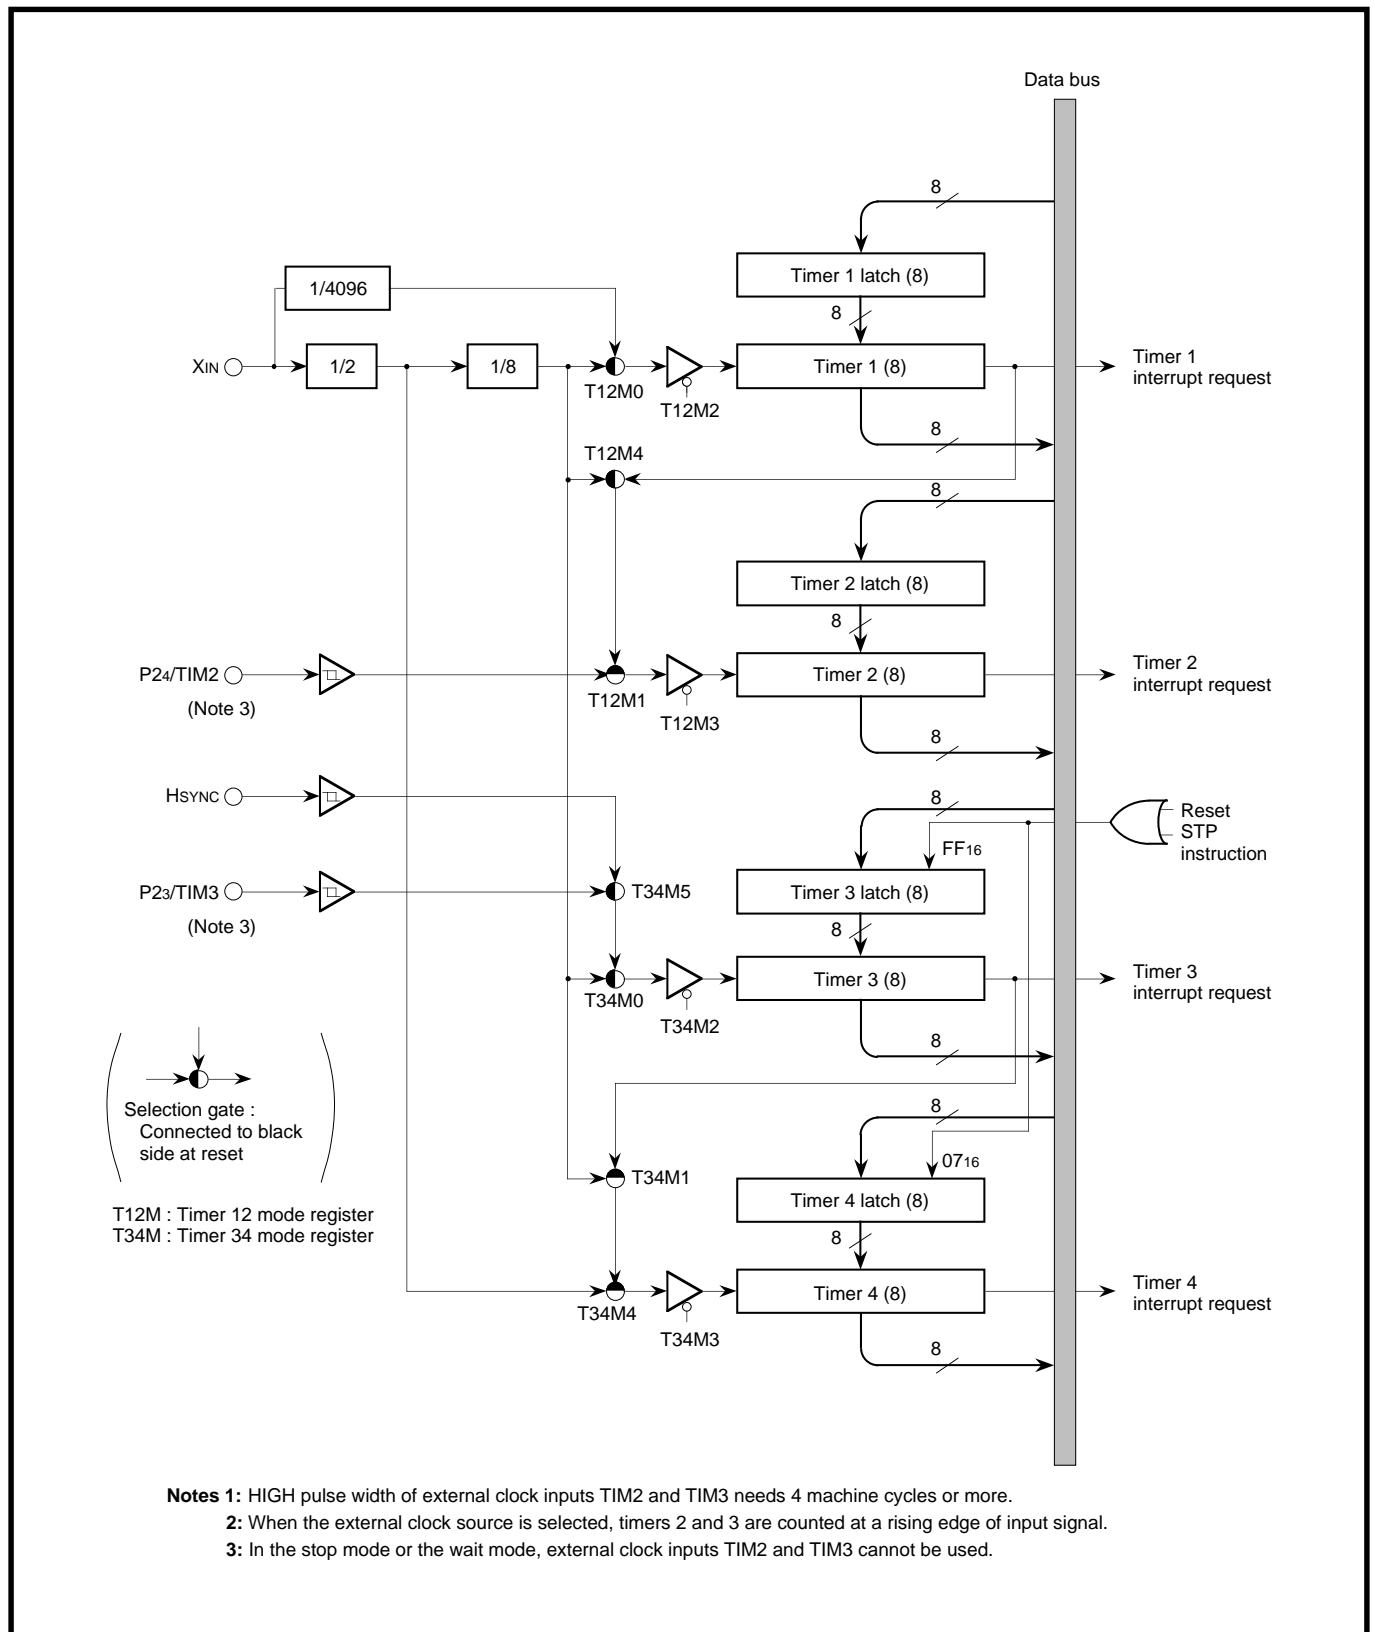 Data bus
8
Timer 1 latch (8)
1/4096
8
XIN
1/2
1/8
T12M0
T12M2
Timer 1 (8)
Timer 1
interrupt request
8
T12M4
8
Timer 2 latch (8)
8
P24/TIM2
(Note 3)
T12M1
T12M3
Timer 2 (8)
Timer 2
interrupt request
8
HSYNC
8
Reset
STP
instruction
FF16
P23/TIM3
(Note 3)
T34M5
Timer 3 latch (8)
8
T34M0
T34M2
Timer 3 (8)
Timer 3
interrupt request
8
Selection gate :
Connected to black
side at reset
8
0716
T34M1
Timer 4 latch (8)
T12M : Timer 12 mode register
T34M : Timer 34 mode register
8
T34M4
T34M3
Timer 4 (8)
Timer 4
interrupt request
8
Notes 1: HIGH pulse width of external clock inputs TIM2 and TIM3 needs 4 machine cycles or more.
2: When the external clock source is selected, timers 2 and 3 are counted at a rising edge of input signal.
3: In the stop mode or the wait mode, external clock inputs TIM2 and TIM3 cannot be used.